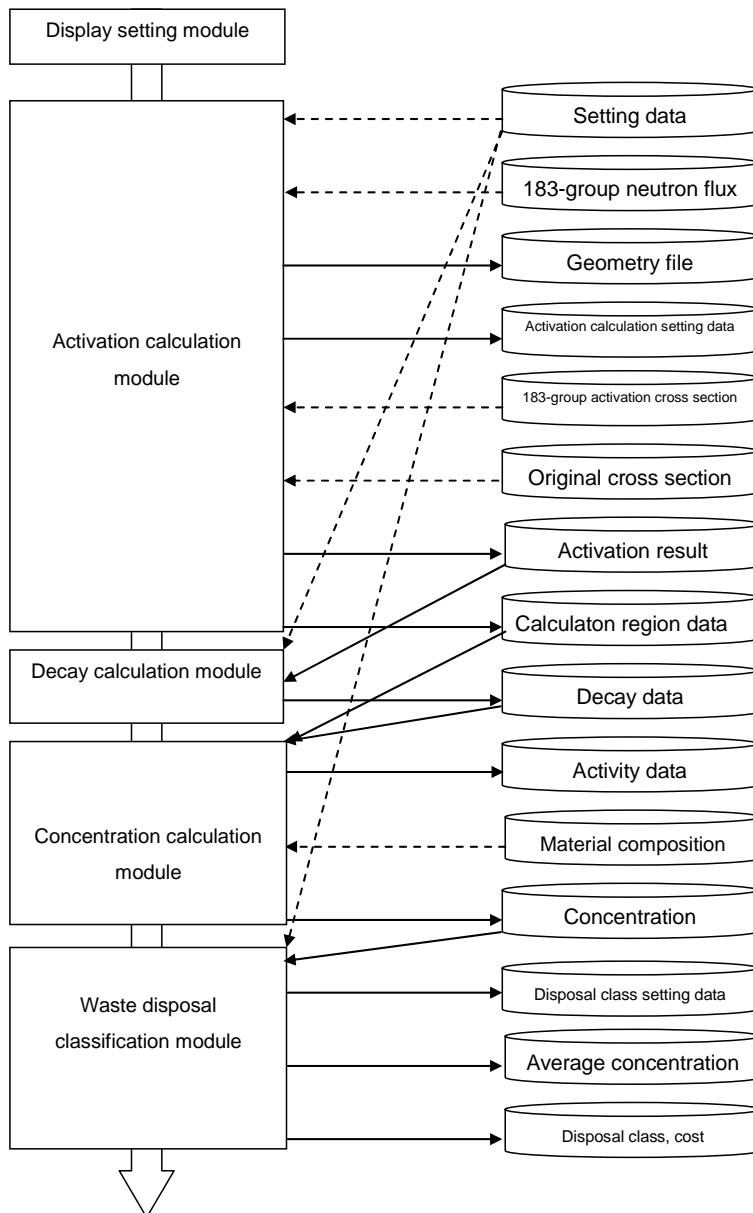 Display setting module
Setting data
183-group neutron flux
Geometry file
Activation calculation
module
Activation calculation setting data
183-group activation cross section
Original cross section
Activation result
Calculaton region data
Decay calculation module
Decay data
Activity data
Concentration calculation
module
Material composition
Concentration
Waste disposal
classification module
Disposal class setting data
Average concentration
Disposal class, cost